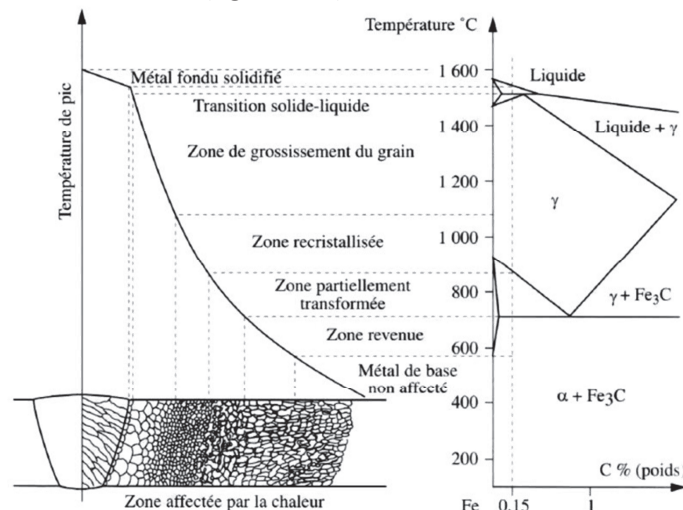 Température de pic
Métal fondu solidifié
Transition solide-liquide
Zone de grossissement du grain
Zone recristallisée
Zone partiellement
transformée
Zone revenue
Métal de base
non affecté
Zone affectée par la chaleur
Température °C
1 600
1 400
1 200
1 000
800
600
400
200
Liquide
Liquide + γ
γ
γ + Fe₃C
α + Fe₃C
C % (poids)
Fe
0,15
1